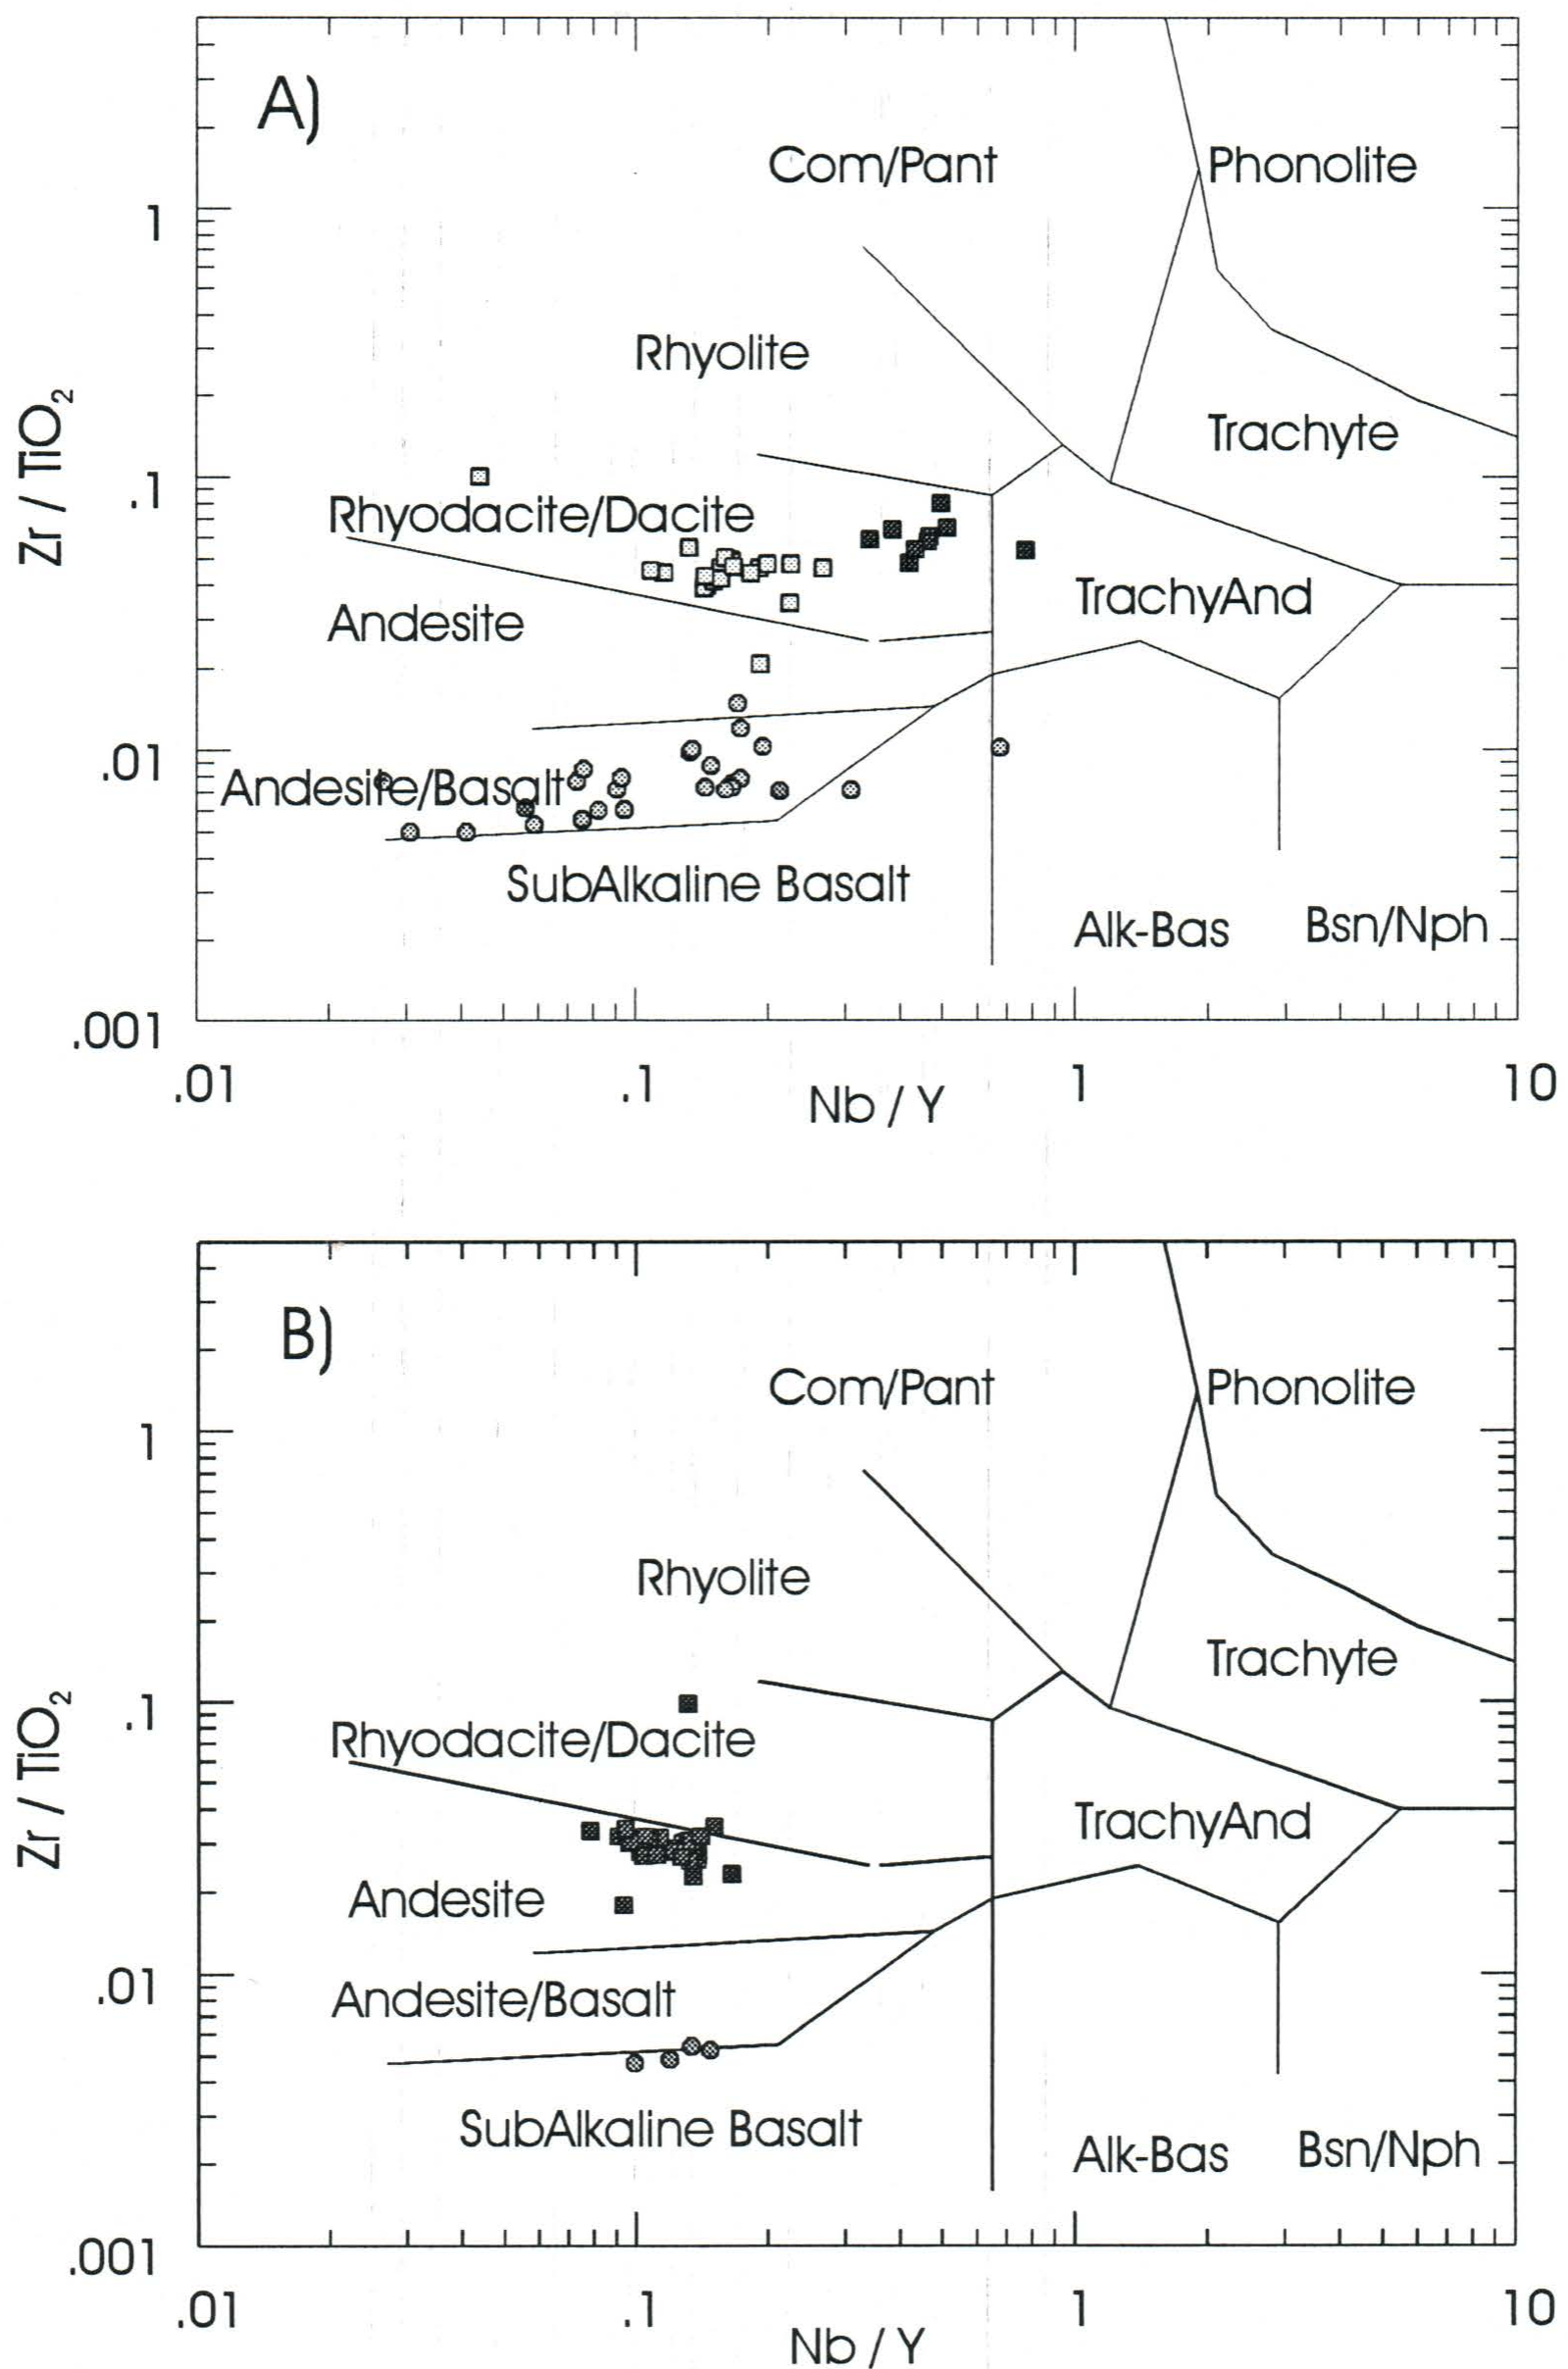 A)
Com/Pant
Phonolite
1
Rhyolite
Zr / TiO2
Trachyte
.1
Rhyodacite/Dacite
TrachyAnd
Andesite
.01
Andesite/Basalt
SubAlkaline Basalt
Alk-Bas
Bsn/Nph
.001
.01
.1
1
10
Nb / Y
B)
Com/Pant
Phonolite
1
Rhyolite
Zr / TiO2
Trachyte
.1
Rhyodacite/Dacite
TrachyAnd
Andesite
.01
Andesite/Basalt
SubAlkaline Basalt
Alk-Bas
Bsn/Nph
.001
.01
.1
1
10
Nb / Y